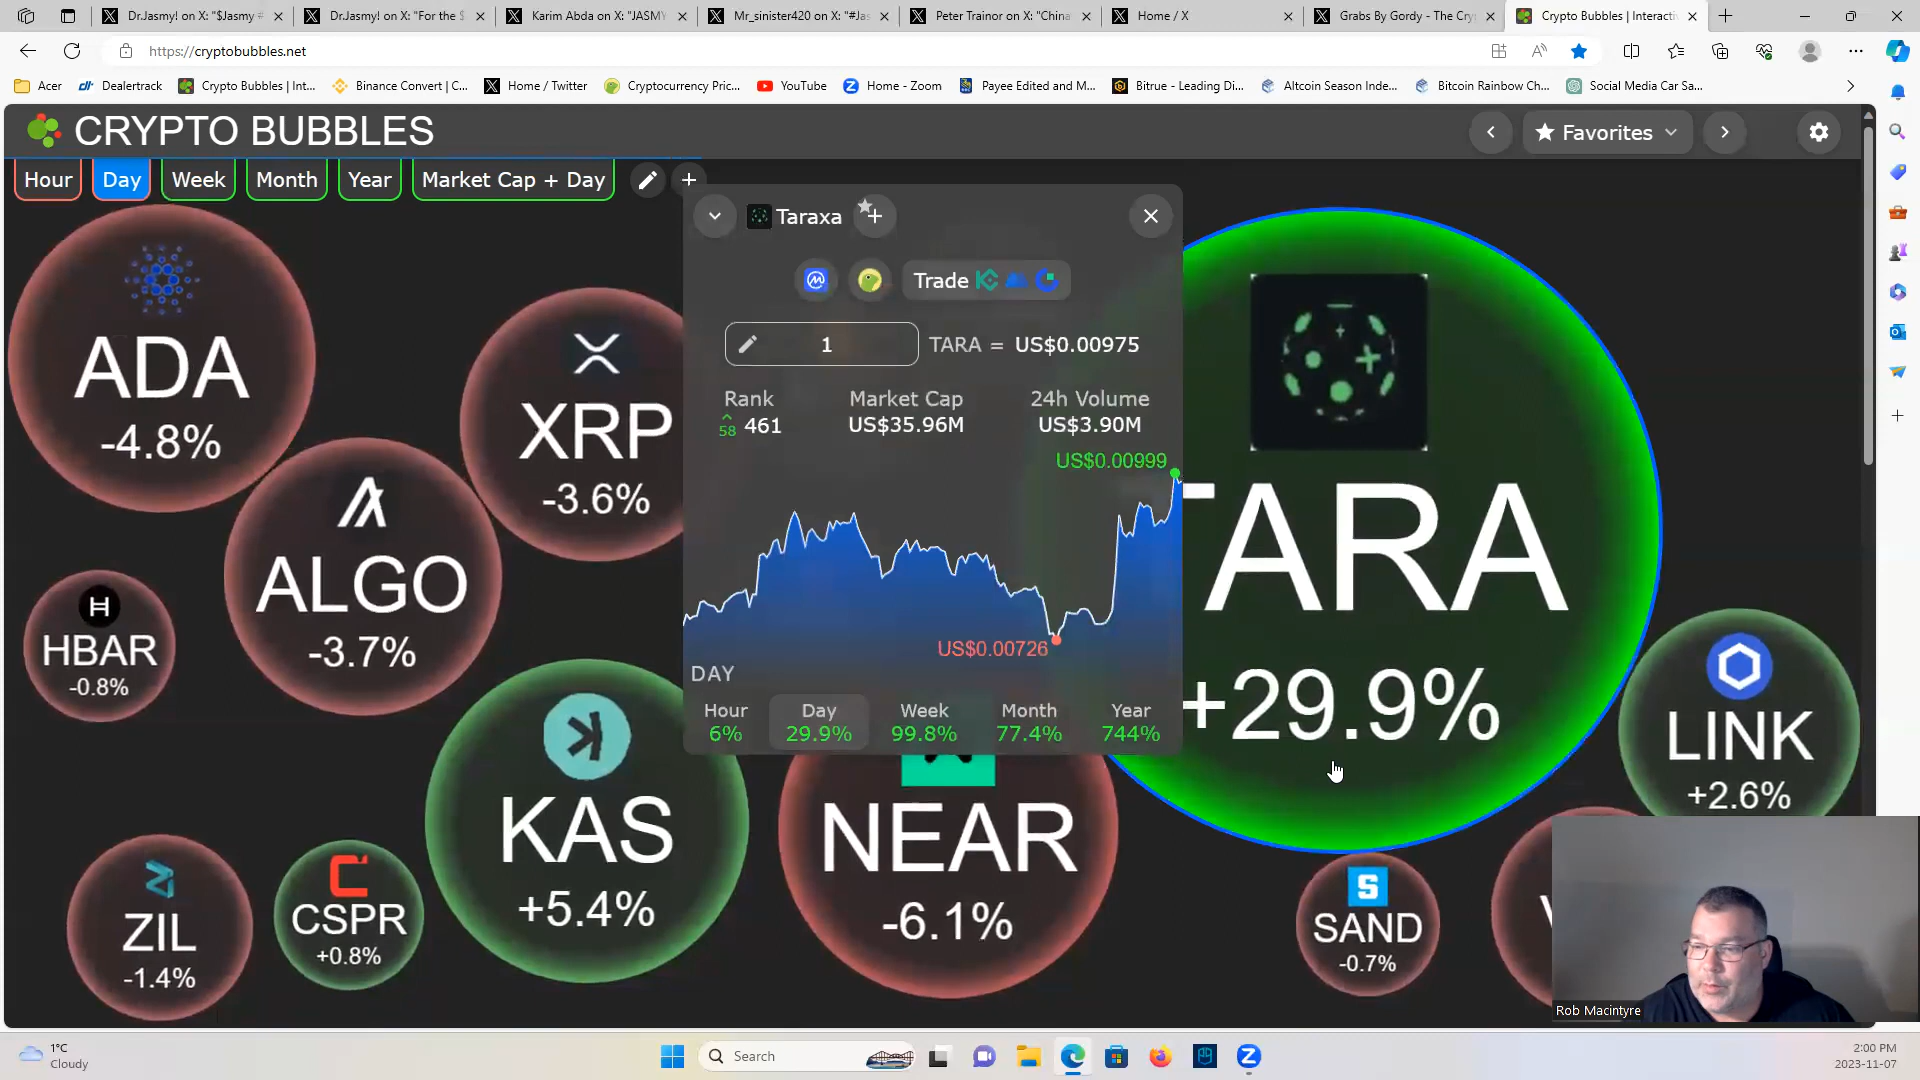 Dr.Jasmy! on X: "$Jasmy #
Dr.Jasmy! on X: "For the $
Karim Abda on X: "JASMY
Mr_sinister420 on X: "#Jas
Peter Trainor on X: "China
Home / X
Grabs By Gordy - The Cry
Crypto Bubbles | Interacti
https://cryptobubbles.net
Acer
Dealertrack
Crypto Bubbles | Int...
Binance Convert | C...
Home / Twitter
Cryptocurrency Pric...
YouTube
Home - Zoom
Payee Edited and M...
Bitrue - Leading Di...
Altcoin Season Inde...
Bitcoin Rainbow Ch...
Social Media Car Sa...
CRYPTO BUBBLES
Favorites
Hour
Day
Week
Month
Year
Market Cap + Day
Taraxa
Trade
1 TARA = US$0.00975
Rank
Market Cap
24h Volume
58 461
US$35.96M
US$3.90M
US$0.00999
US$0.00726
DAY
Hour
Day
Week
Month
Year
6%
29.9%
99.8%
77.4%
744%
ADA
-4.8%
XRP
-3.6%
ALGO
-3.7%
HBAR
-0.8%
TARA
+29.9%
LINK
+2.6%
KAS
+5.4%
NEAR
-6.1%
ZIL
-1.4%
CSPR
+0.8%
SAND
-0.7%
Rob Macintyre
1°C
Cloudy
Search
2:00 PM
2023-11-07